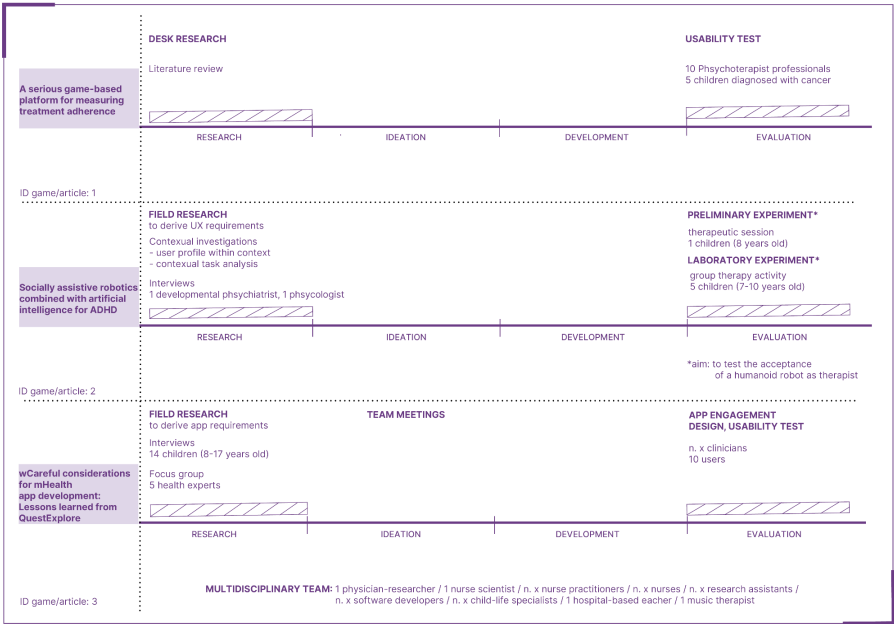 DESK RESEARCH
USABILITY TEST
Literature review
10 Phsychoterapist professionals
5 children diagnosed with cancer
A serious game-based
platform for measuring
treatment adherence
RESEARCH
IDEATION
DEVELOPMENT
EVALUATION
ID game/article: 1
FIELD RESEARCH
to derive UX requirements
Contexual investigations
- user profile within context
- contexual task analysis
Interviews
1 developmental phsychiatrist, 1 phsycologist
PRELIMINARY EXPERIMENT*
therapeutic session
1 children (8 years old)
LABORATORY EXPERIMENT*
group therapy activity
5 children (7-10 years old)
Socially assistive robotics
combined with artificial
intelligence for ADHD
RESEARCH
IDEATION
DEVELOPMENT
EVALUATION
*aim: to test the acceptance
of a humanoid robot as therapist
ID game/article: 2
FIELD RESEARCH
to derive app requirements
Interviews
14 children (8-17 years old)
Focus group
5 health experts
TEAM MEETINGS
APP ENGAGEMENT
DESIGN, USABILITY TEST
n. x clinicians
10 users
wCareful considerations
for mHealth
app development:
Lessons learned from
QuestExplore
RESEARCH
IDEATION
DEVELOPMENT
EVALUATION
MULTIDISCIPLINARY TEAM: 1 physician-researcher / 1 nurse scientist / n. x nurse practitioners / n. x nurses / n. x research assistants /
n. x software developers / n. x child-life specialists / 1 hospital-based eacher / 1 music therapist
ID game/article: 3